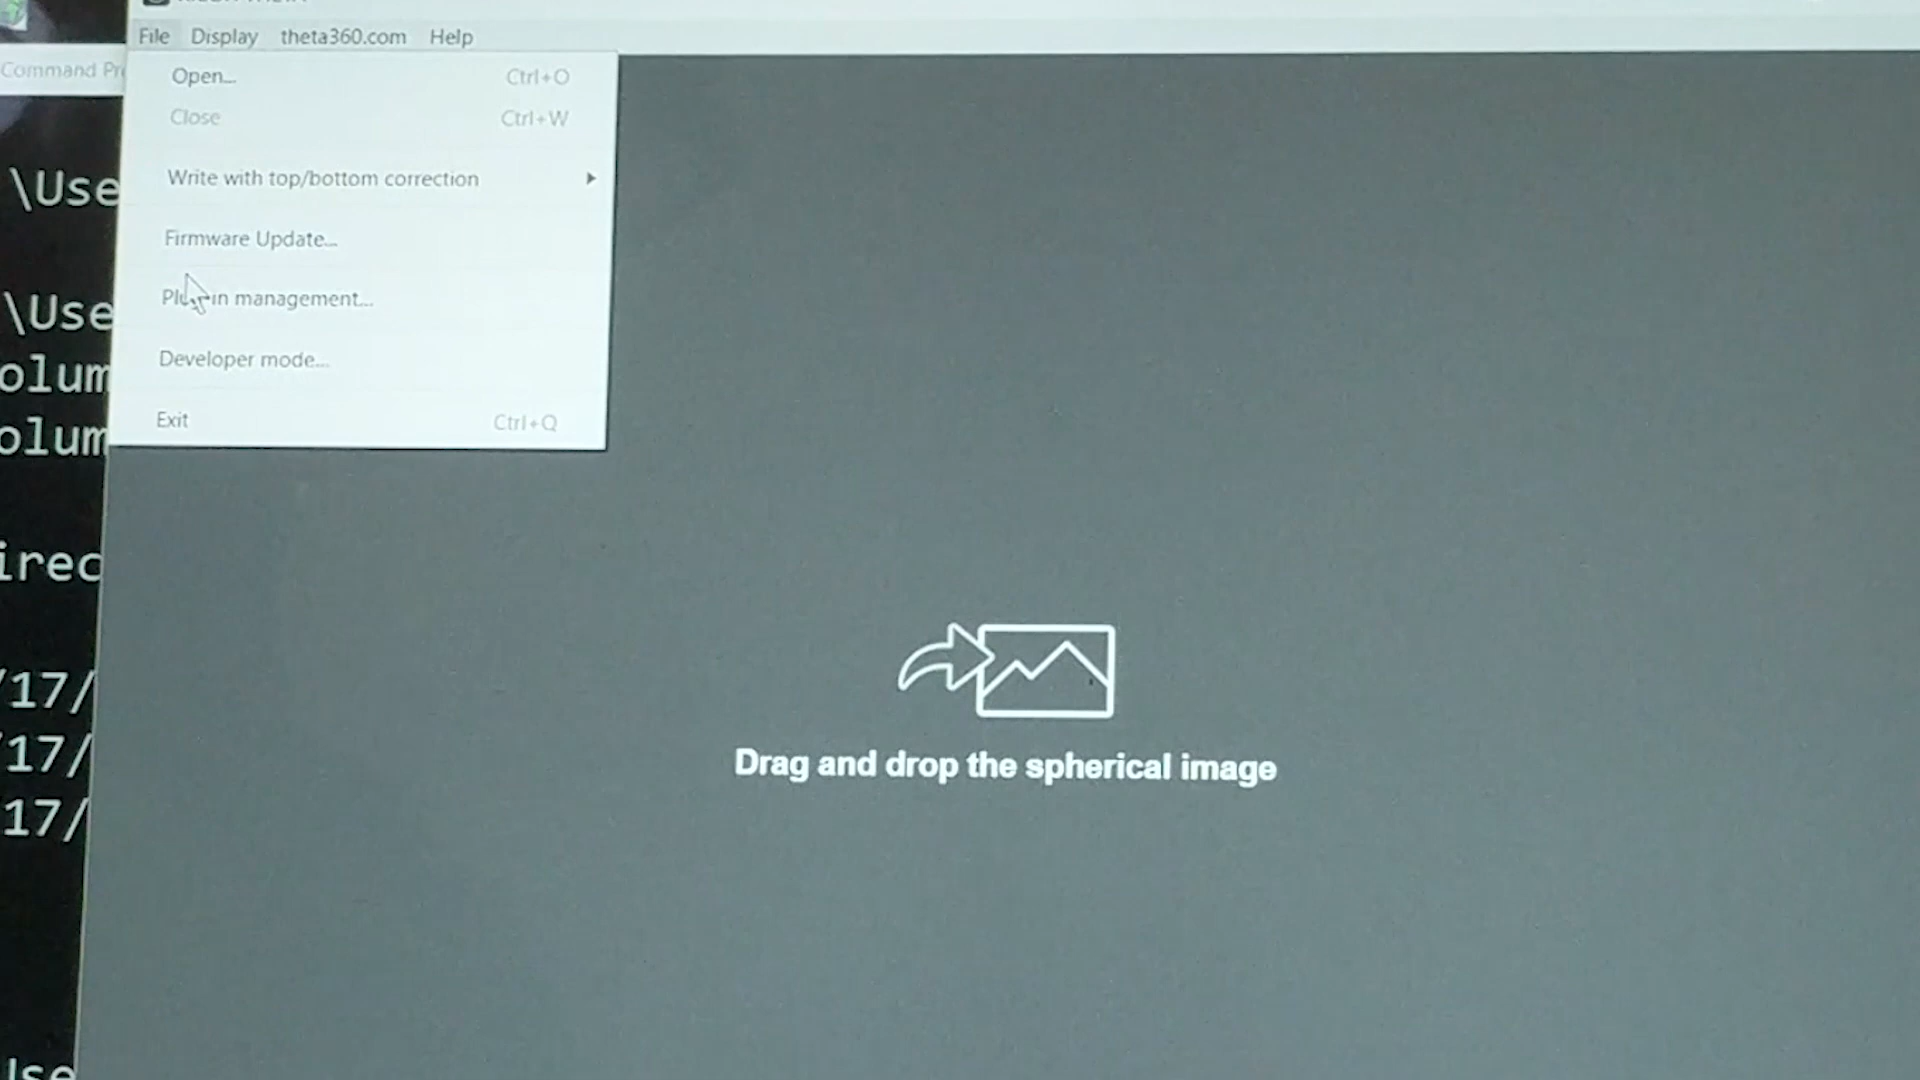 File Display theta360.com Help
Command Pr
Open... Ctrl+O
Close Ctrl+W
Write with top/bottom correction
Firmware Update...
Plug-in management...
Developer mode...
Exit Ctrl+Q
\Use
\Use
olum
olum
irec
/17/
/17/
17/
Use
Drag and drop the spherical image